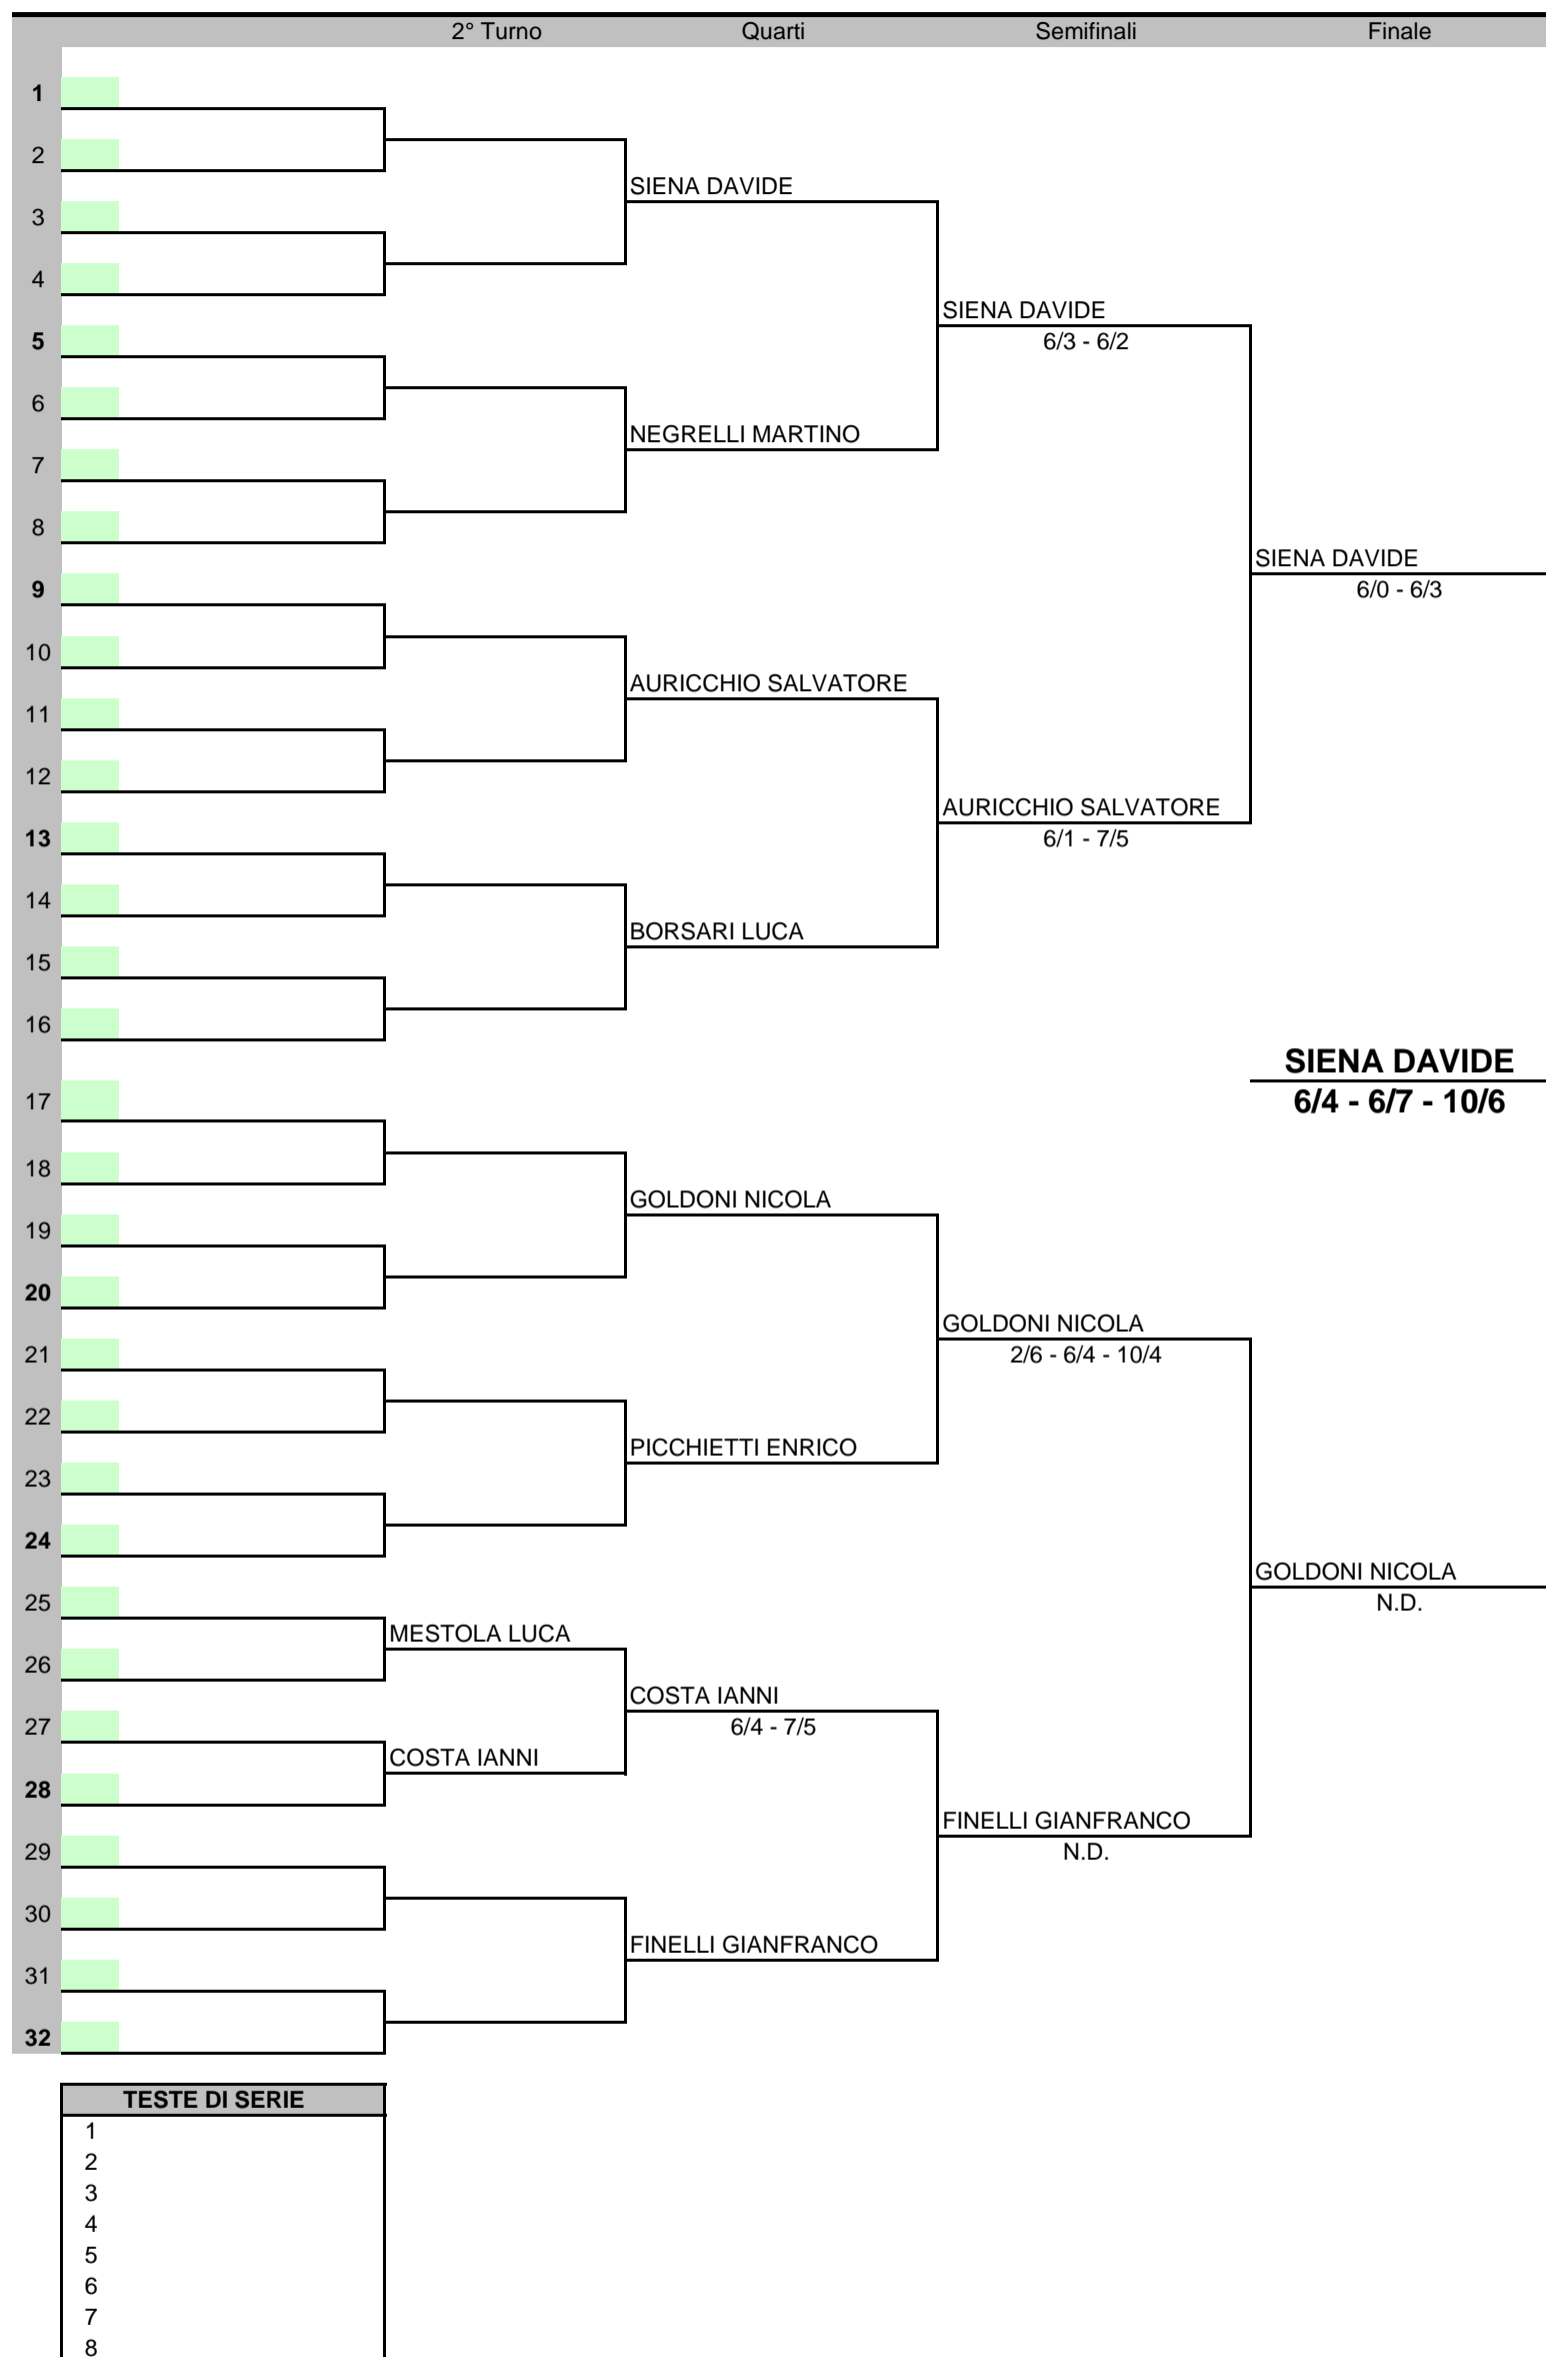 2° Turno Quarti Semifinali Finale
1
2
SIENA DAVIDE
3
4
SIENA DAVIDE
5
6/3 - 6/2
6
NEGRELLI MARTINO
7
8
SIENA DAVIDE
9
6/0 - 6/3
10
AURICCHIO SALVATORE
11
12
AURICCHIO SALVATORE
13
6/1 - 7/5
14
BORSARI LUCA
15
16
SIENA DAVIDE
17
6/4 - 6/7 - 10/6
18
GOLDONI NICOLA
19
20
GOLDONI NICOLA
21
2/6 - 6/4 - 10/4
22
PICCHIETTI ENRICO
23
24
GOLDONI NICOLA
25
N.D.
MESTOLA LUCA
26
COSTA IANNI
27
6/4 - 7/5
COSTA IANNI
28
FINELLI GIANFRANCO
29
N.D.
30
FINELLI GIANFRANCO
31
32
TESTE DI SERIE
1
2
3
4
5
6
7
8